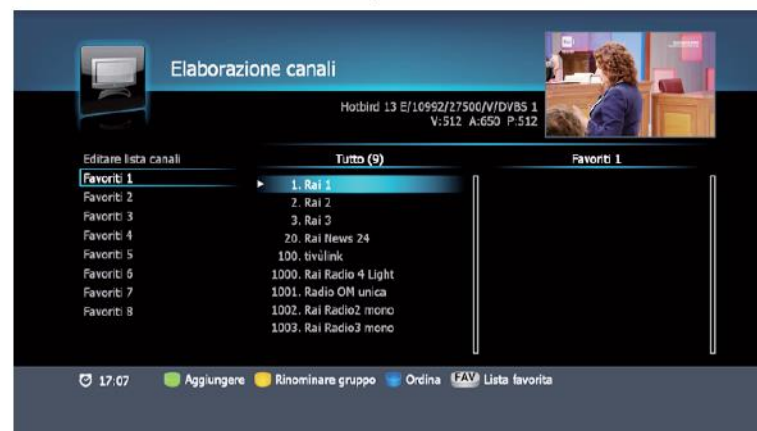 Elaborazione canali
Hotbird 13 E/10992/27500/V/DVBS 1
V:512 A:650 P:512
Editare lista canali
Favoriti 1
Favoriti 2
Favoriti 3
Favoriti 4
Favoriti 5
Favoriti 6
Favoriti 7
Favoriti 8
Tutto (9)
1. Rai 1
2. Rai 2
3. Rai 3
20. Rai News 24
100. tivùlink
1000. Rai Radio 4 Light
1001. Radio OM unica
1002. Rai Radio2 mono
1003. Rai Radio3 mono
Favoriti 1
17:07 Aggiungere Rinominare gruppo Ordina FAV Lista favorita